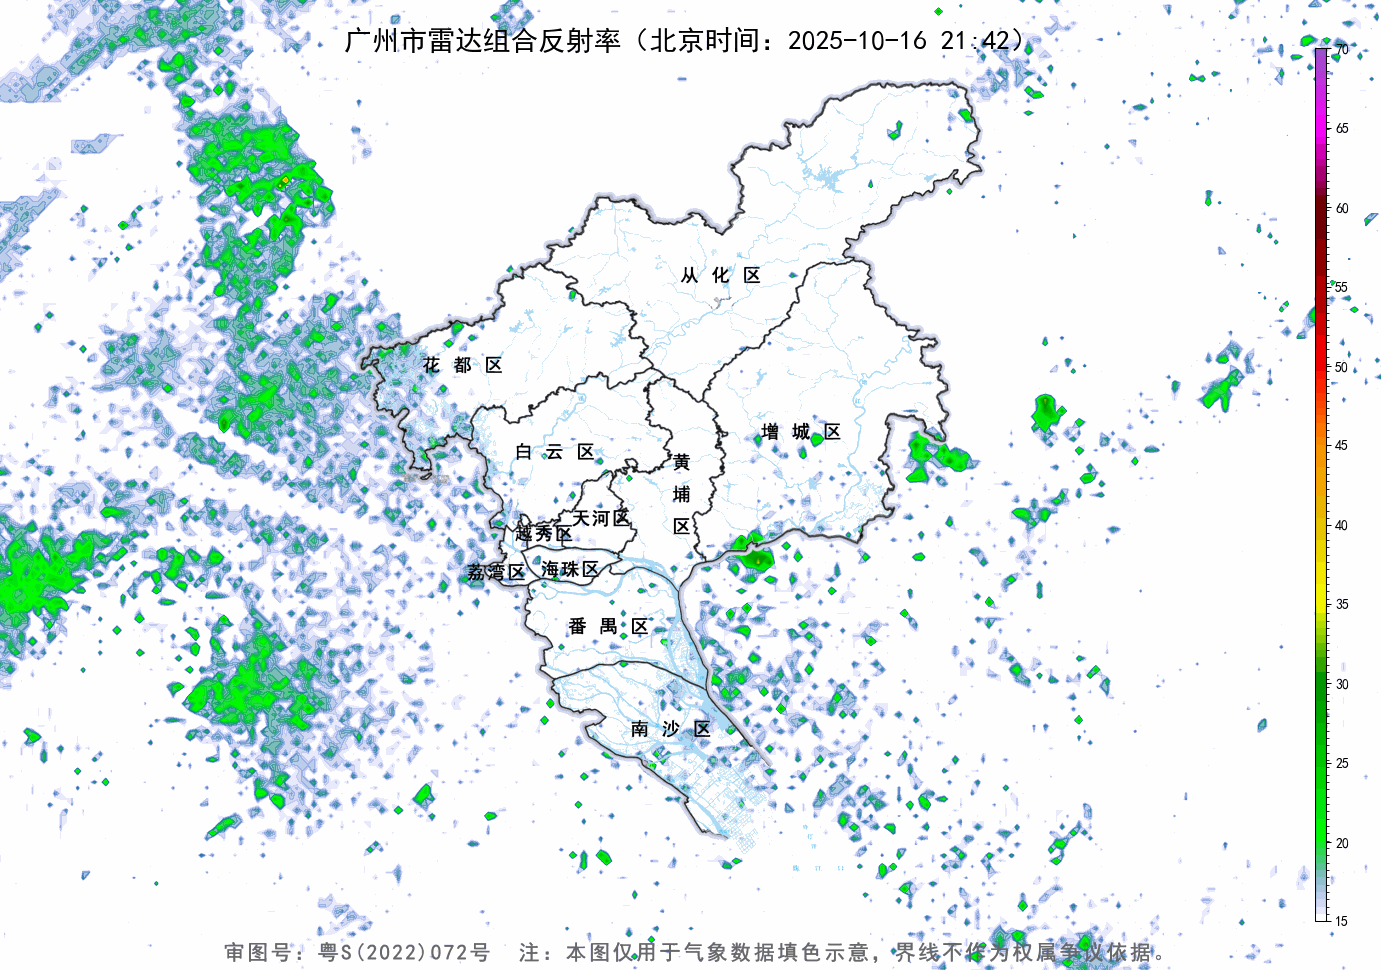 广州市雷达组合反射率（北京时间：2025-10-16 21:42）
70
65
60
55
50
45
40
35
30
25
20
15
从化区
花都区
增城区
白云区
黄埔区
天河区
越秀区
海珠区
荔湾区
番禺区
南沙区
审图号：粤S(2022)072号 注：本图仅用于气象数据填色示意，界线不作为权属争议依据。